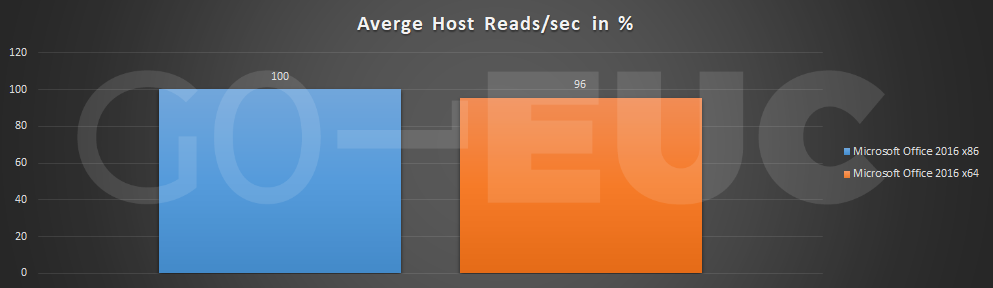 Averge Host Reads/sec in %
120
100
80
60
40
20
0
100
96
GO-EUC
Microsoft Office 2016 x86
Microsoft Office 2016 x64